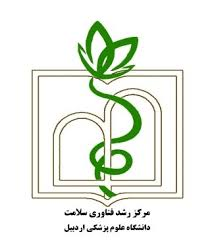 مرکز رشد فناوری سلامت
دانشگاه علوم پزشکی اردبیل